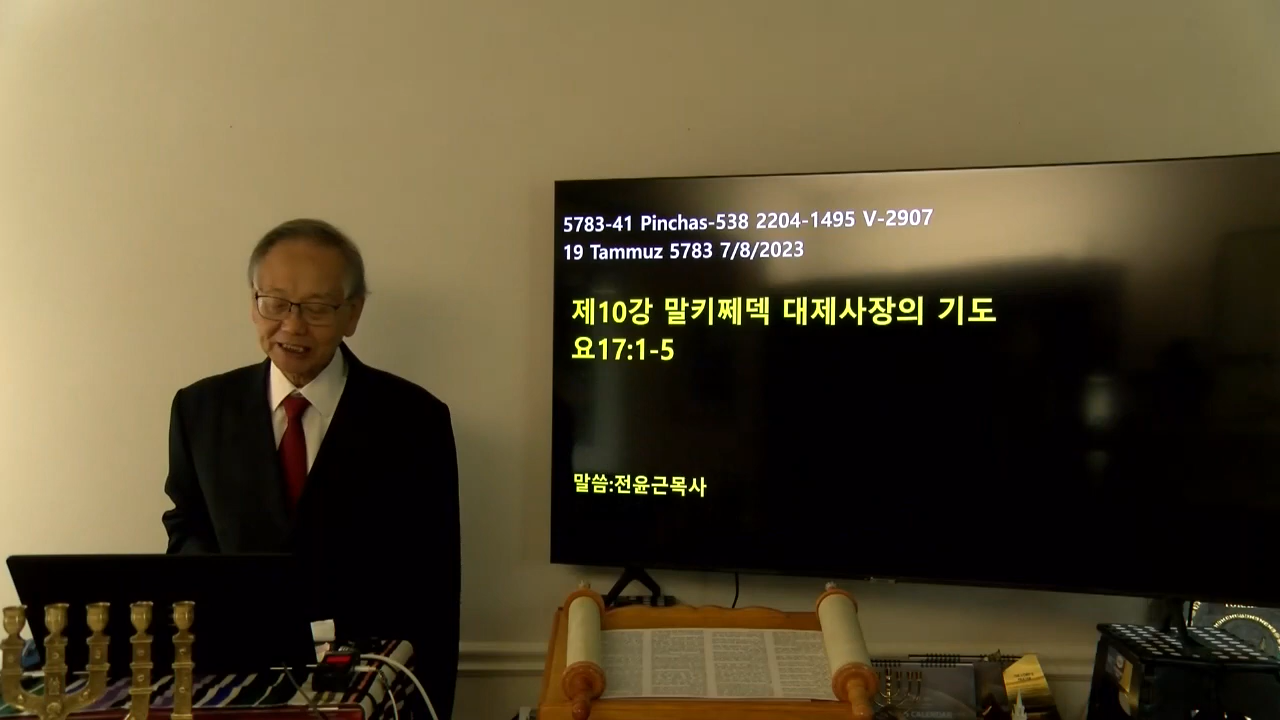 5783-41 Pinchas-538 2204-1495 V-2907
19 Tammuz 5783 7/8/2023
제10강 말키쩨덱 대제사장의 기도
요17:1-5
말씀:전윤근목사